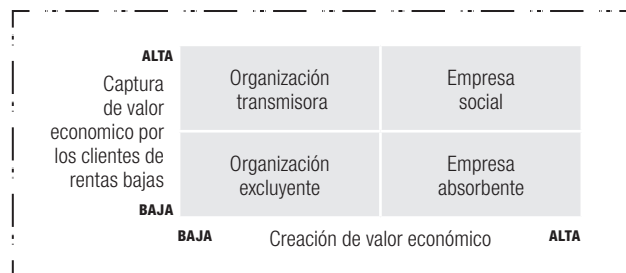 ALTA
Captura
de valor
economico por
los clientes de
rentas bajas
BAJA
Organización
transmisora
Empresa
social
Organización
excluyente
Empresa
absorbente
BAJA
Creación de valor económico
ALTA